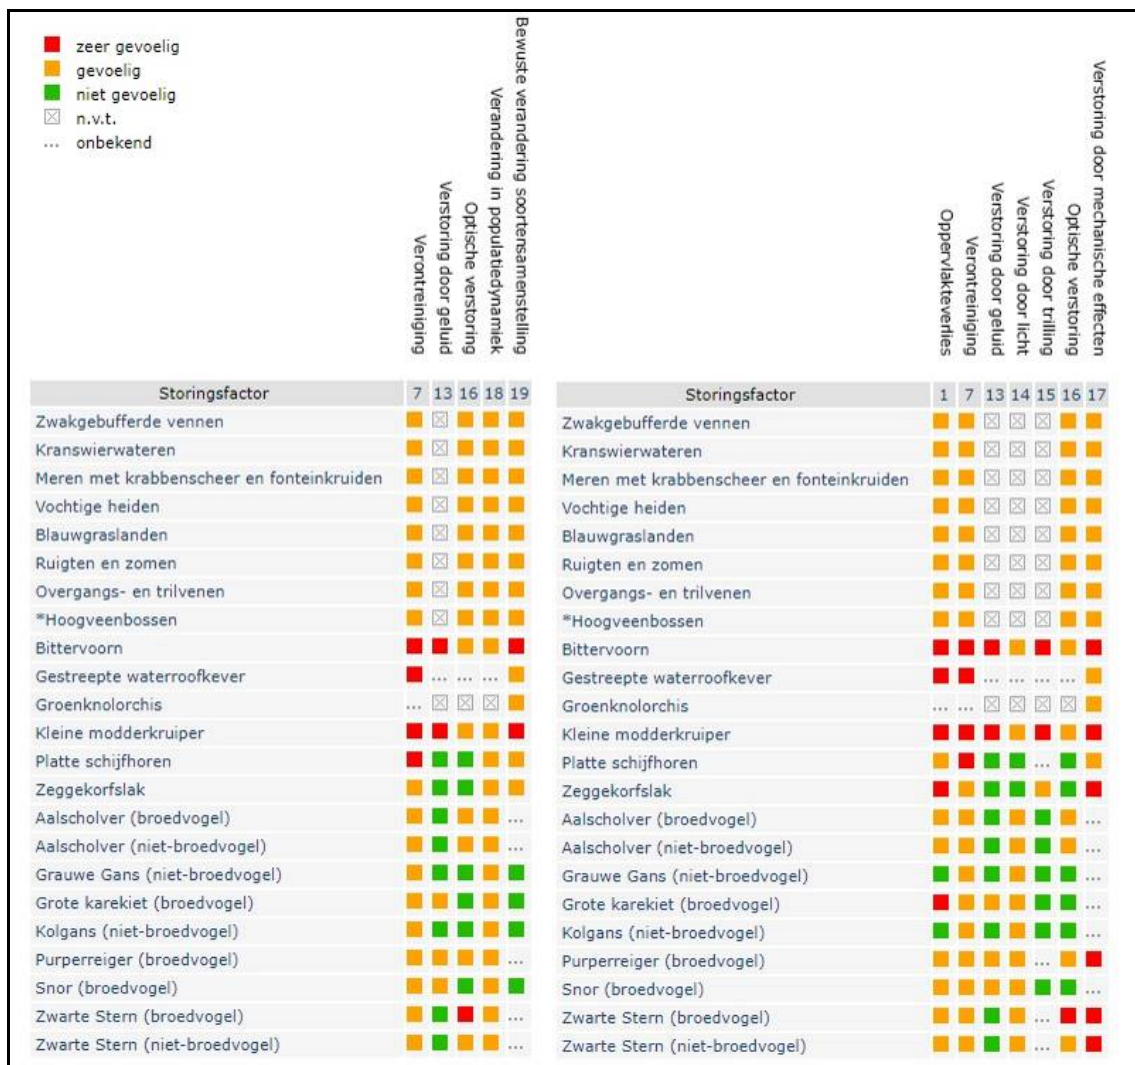 zeer gevoelig
gevoelig
niet gevoelig
n.v.t.
... onbekend
Verontreiniging
Verstoring door geluid
Optische verstoring
Verandering in populatiedynamiek
Bewuste verandering soortensamenstelling
Storingsfactor 7 13 16 18 19
Zwakgebufferde vennen
Kranswierwateren
Meren met krabbenscheer en fonteinkruiden
Vochtige heiden
Blauwgraslanden
Ruigten en zomen
Overgangs- en trilvenen
*Hoogveenbossen
Bittervoorn
Gestreepte waterroofkever ... ... ...
Groenknolorchis ...
Kleine modderkruiper
Platte schijfhoren
Zeggekorfslak
Aalscholver (broedvogel) ...
Aalscholver (niet-broedvogel) ...
Grauwe Gans (niet-broedvogel)
Grote karekiet (broedvogel)
Kolgans (niet-broedvogel)
Purperreiger (broedvogel) ...
Snor (broedvogel)
Zwarte Stern (broedvogel) ...
Zwarte Stern (niet-broedvogel) ...
Oppervlakteverlies
Verontreiniging
Verstoring door geluid
Verstoring door licht
Verstoring door trilling
Optische verstoring
Verstoring door mechanische effecten
Storingsfactor 1 7 13 14 15 16 17
Zwakgebufferde vennen
Kranswierwateren
Meren met krabbenscheer en fonteinkruiden
Vochtige heiden
Blauwgraslanden
Ruigten en zomen
Overgangs- en trilvenen
*Hoogveenbossen
Bittervoorn
Gestreepte waterroofkever ... ... ... ...
Groenknolorchis ... ...
Kleine modderkruiper
Platte schijfhoren ...
Zeggekorfslak
Aalscholver (broedvogel) ...
Aalscholver (niet-broedvogel) ...
Grauwe Gans (niet-broedvogel) ...
Grote karekiet (broedvogel) ...
Kolgans (niet-broedvogel) ...
Purperreiger (broedvogel) ...
Snor (broedvogel) ...
Zwarte Stern (broedvogel) ...
Zwarte Stern (niet-broedvogel) ...